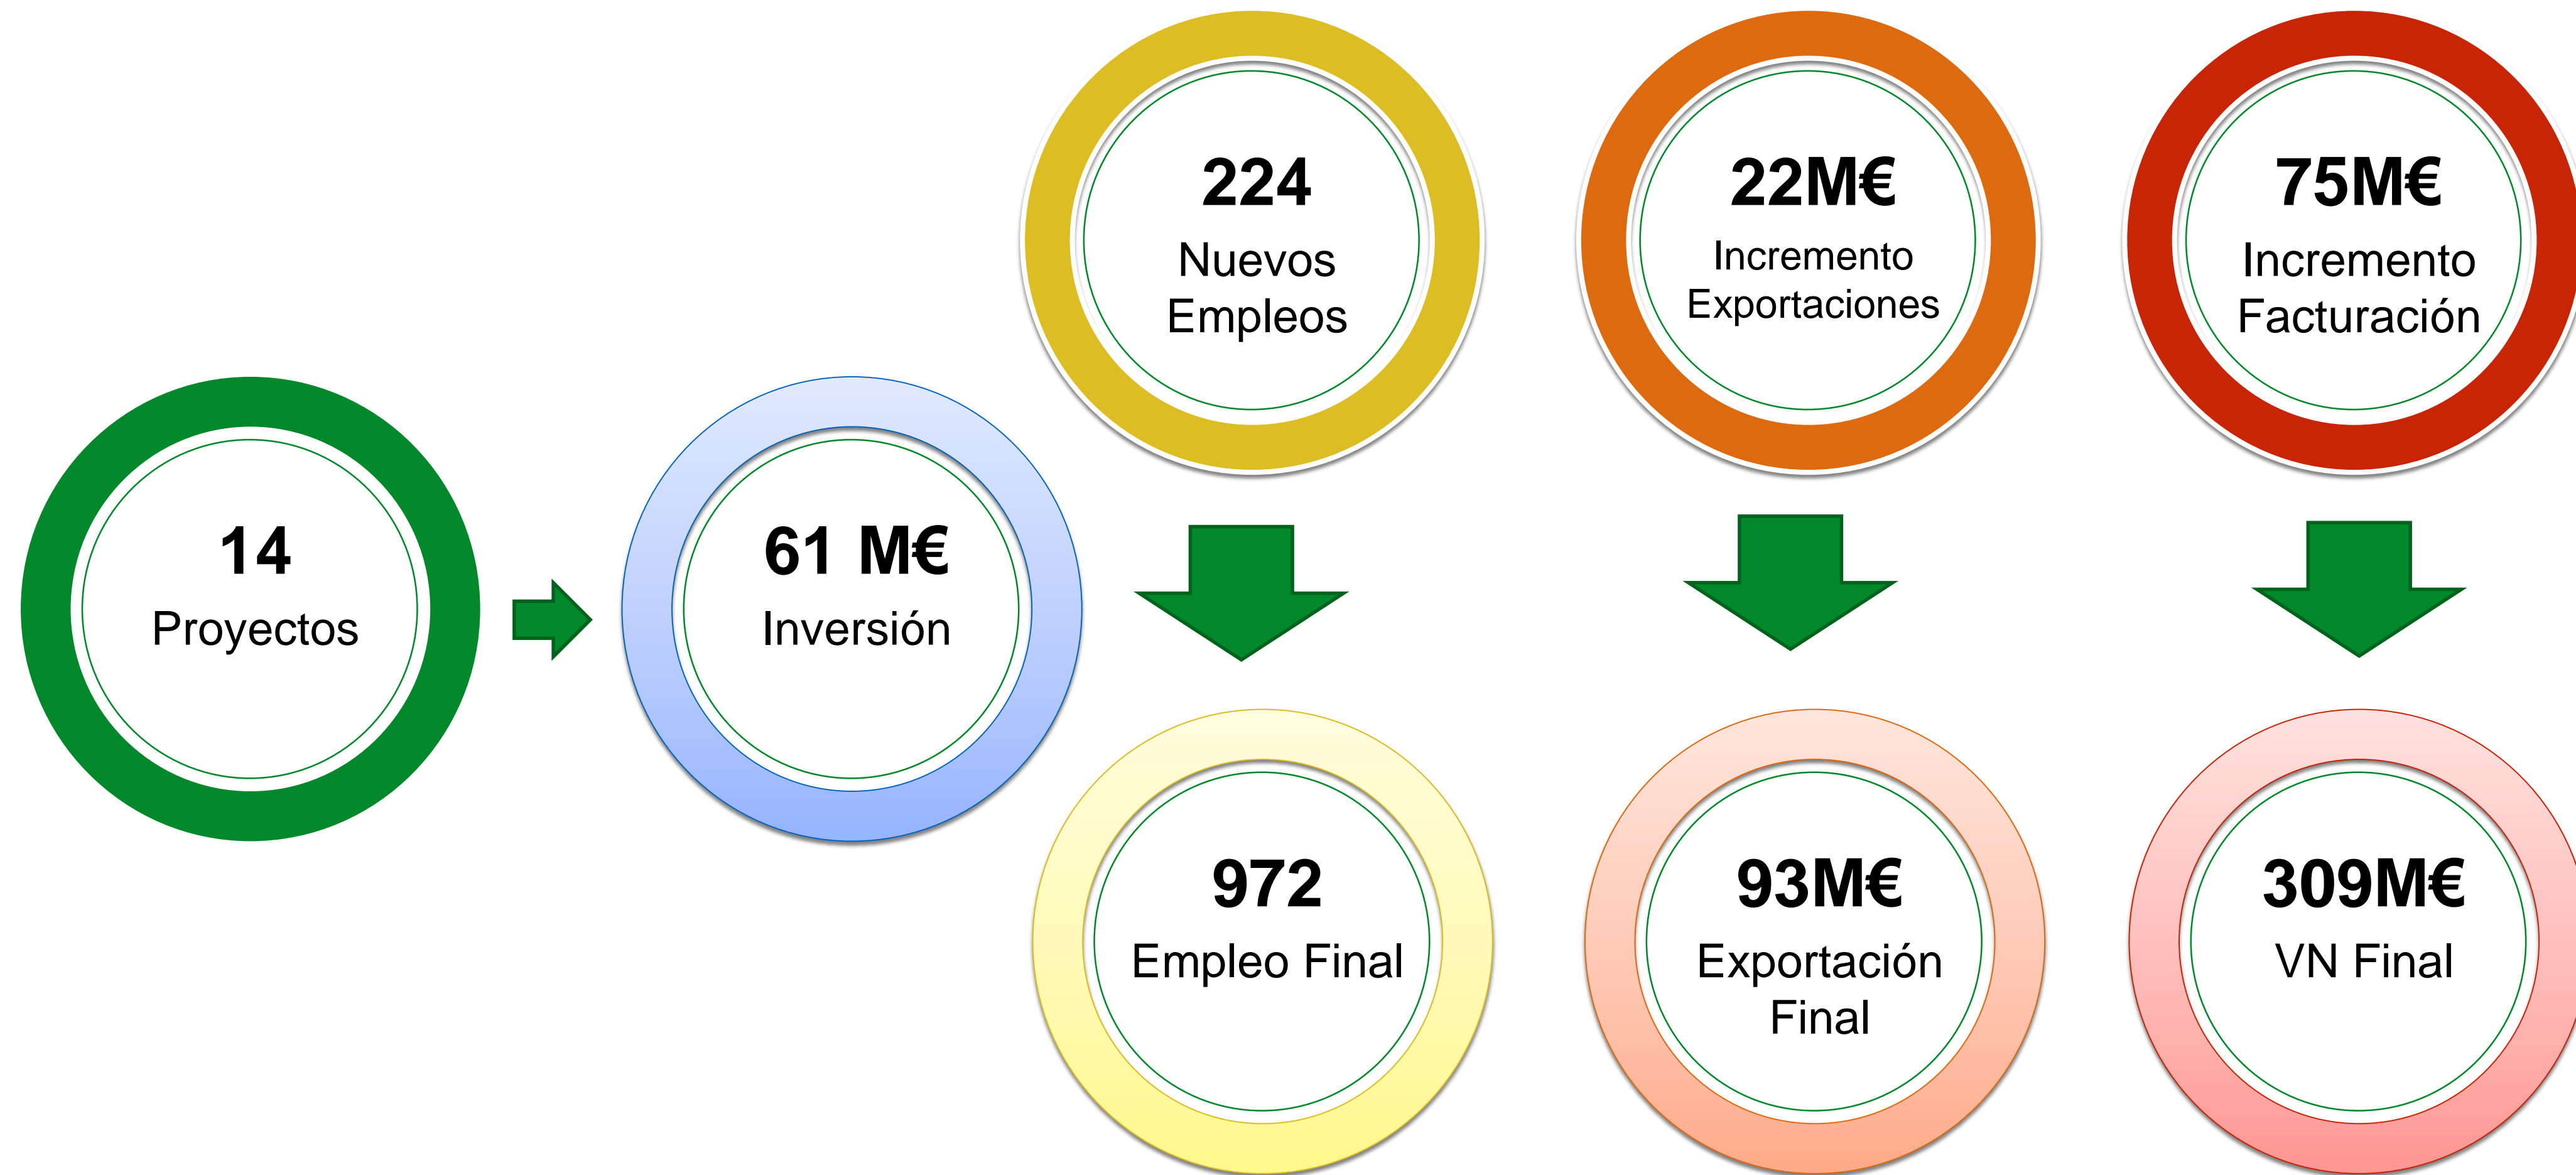 224
Nuevos
Empleos
22M€
Incremento
Exportaciones
75M€
Incremento
Facturación
14
Proyectos
61 M€
Inversión
972
Empleo Final
93M€
Exportación
Final
309M€
VN Final